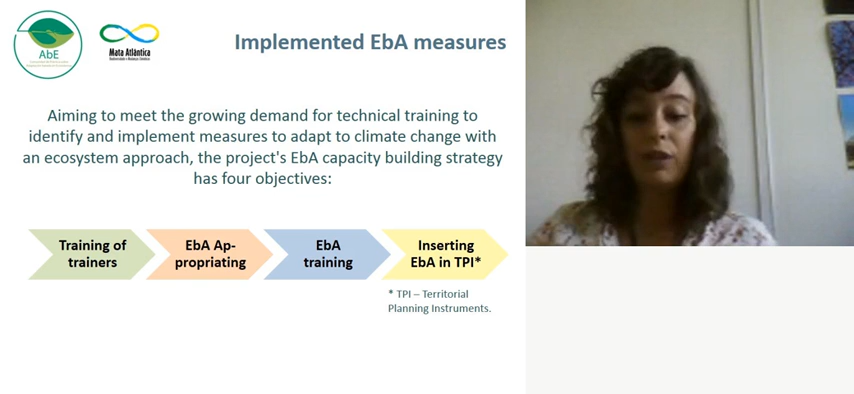 AbE
Mata Atlântica
Implemented EbA measures
Aiming to meet the growing demand for technical training to
identify and implement measures to adapt to climate change with
an ecosystem approach, the project's EbA capacity building strategy
has four objectives:
Training of
trainers
EbA Ap-
propriating
EbA
training
Inserting
EbA in TPI*
* TPI – Territorial
Planning Instruments.